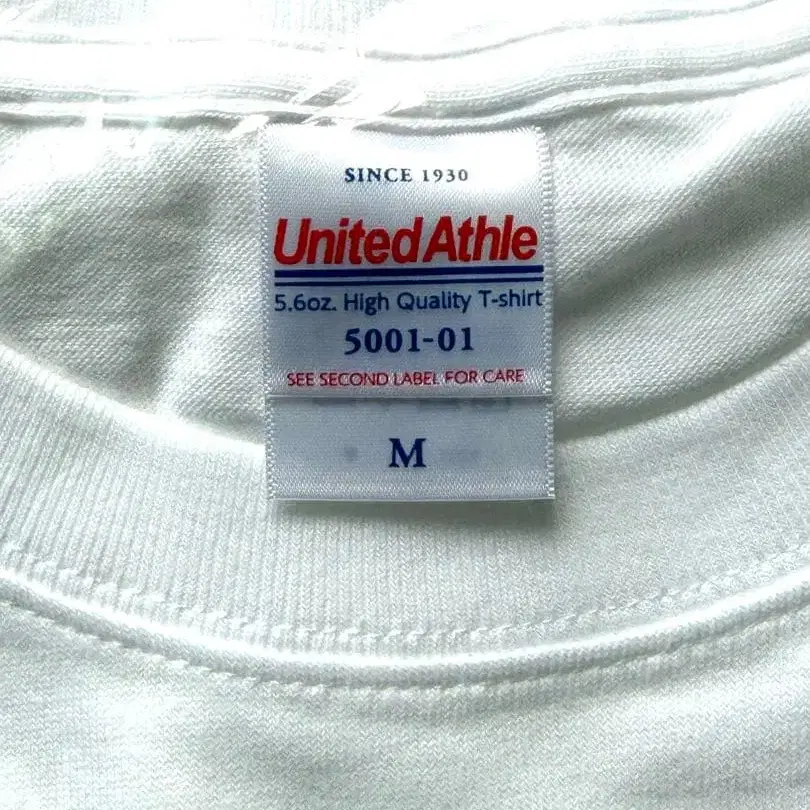 SINCE 1930
UnitedAthle
5.6oz. High Quality T-shirt
5001-01
SEE SECOND LABEL FOR CARE
M